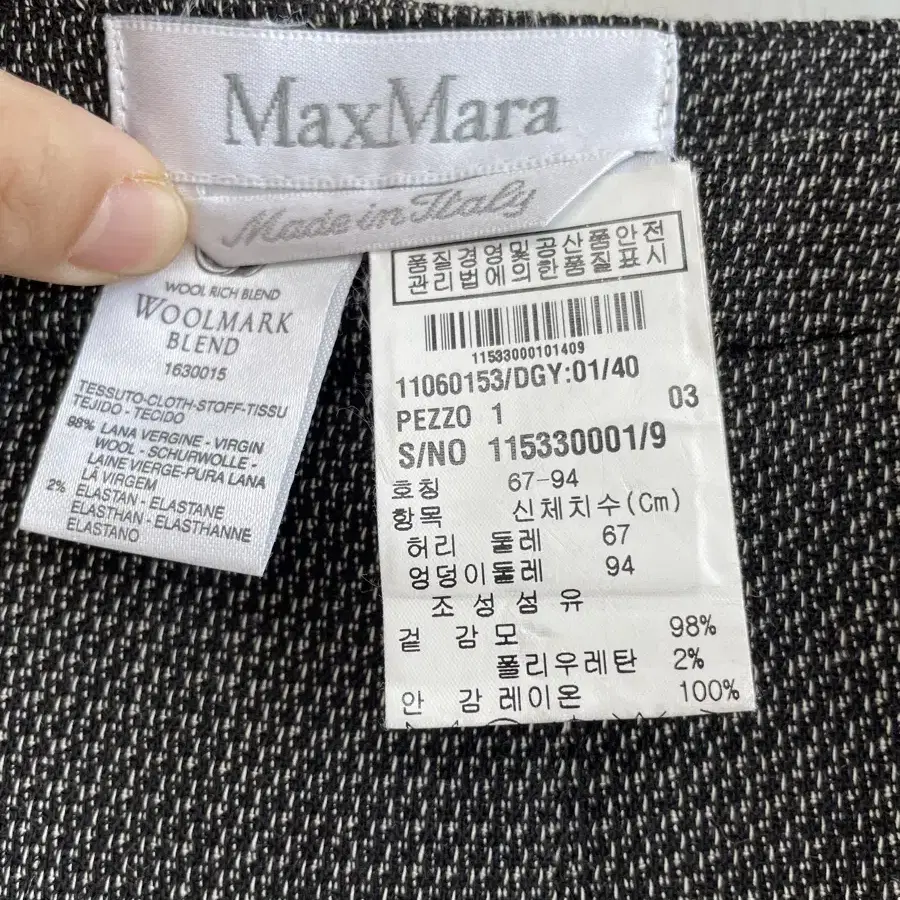 MaxMara
Made in Italy
WOOL RICH BLEND
WOOLMARK
BLEND
1630015
TESSUTO-CLOTH-STOFF-TISSU
TEJIDO - TECIDO
98% LANA VERGINE - VIRGIN
WOOL - SCHURWOLLE -
LAINE VIERGE-PURA LANA
LÃ VIRGEM
2% ELASTAN - ELASTANE
ELASTHAN - ELASTHANNE
ELASTANO
품질경영및공산품안전
관리법에의한품질표시
11533000101409
11060153/DGY:01/40
PEZZO 1 03
S/NO 115330001/9
호칭 67-94
항목 신체치수(Cm)
허리 둘레 67
엉덩이둘레 94
조성섬유
겉 감 모 98%
폴리우레탄 2%
안 감 레이온 100%